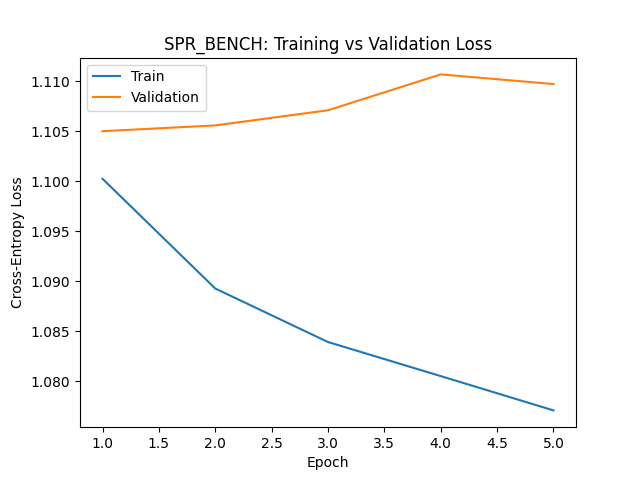 SPR_BENCH: Training vs Validation Loss
Train
Validation
1.110
1.105
1.100
1.095
1.090
1.085
1.080
Cross-Entropy Loss
1.0 1.5 2.0 2.5 3.0 3.5 4.0 4.5 5.0
Epoch